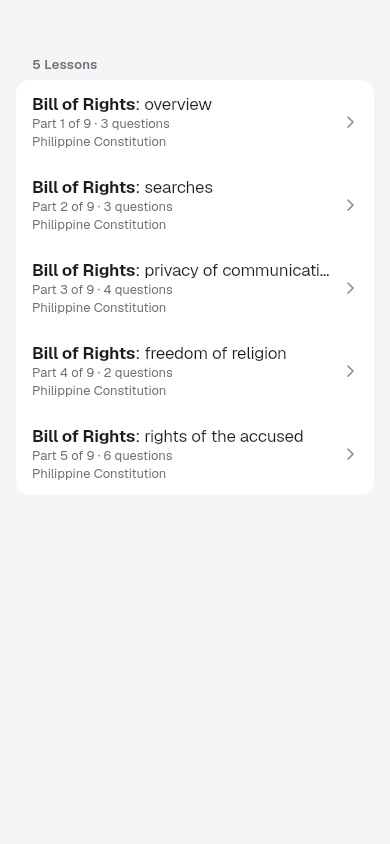 5 Lessons
Bill of Rights: overview
Part 1 of 9 · 3 questions
Philippine Constitution
Bill of Rights: searches
Part 2 of 9 · 3 questions
Philippine Constitution
Bill of Rights: privacy of communicati...
Part 3 of 9 · 4 questions
Philippine Constitution
Bill of Rights: freedom of religion
Part 4 of 9 · 2 questions
Philippine Constitution
Bill of Rights: rights of the accused
Part 5 of 9 · 6 questions
Philippine Constitution